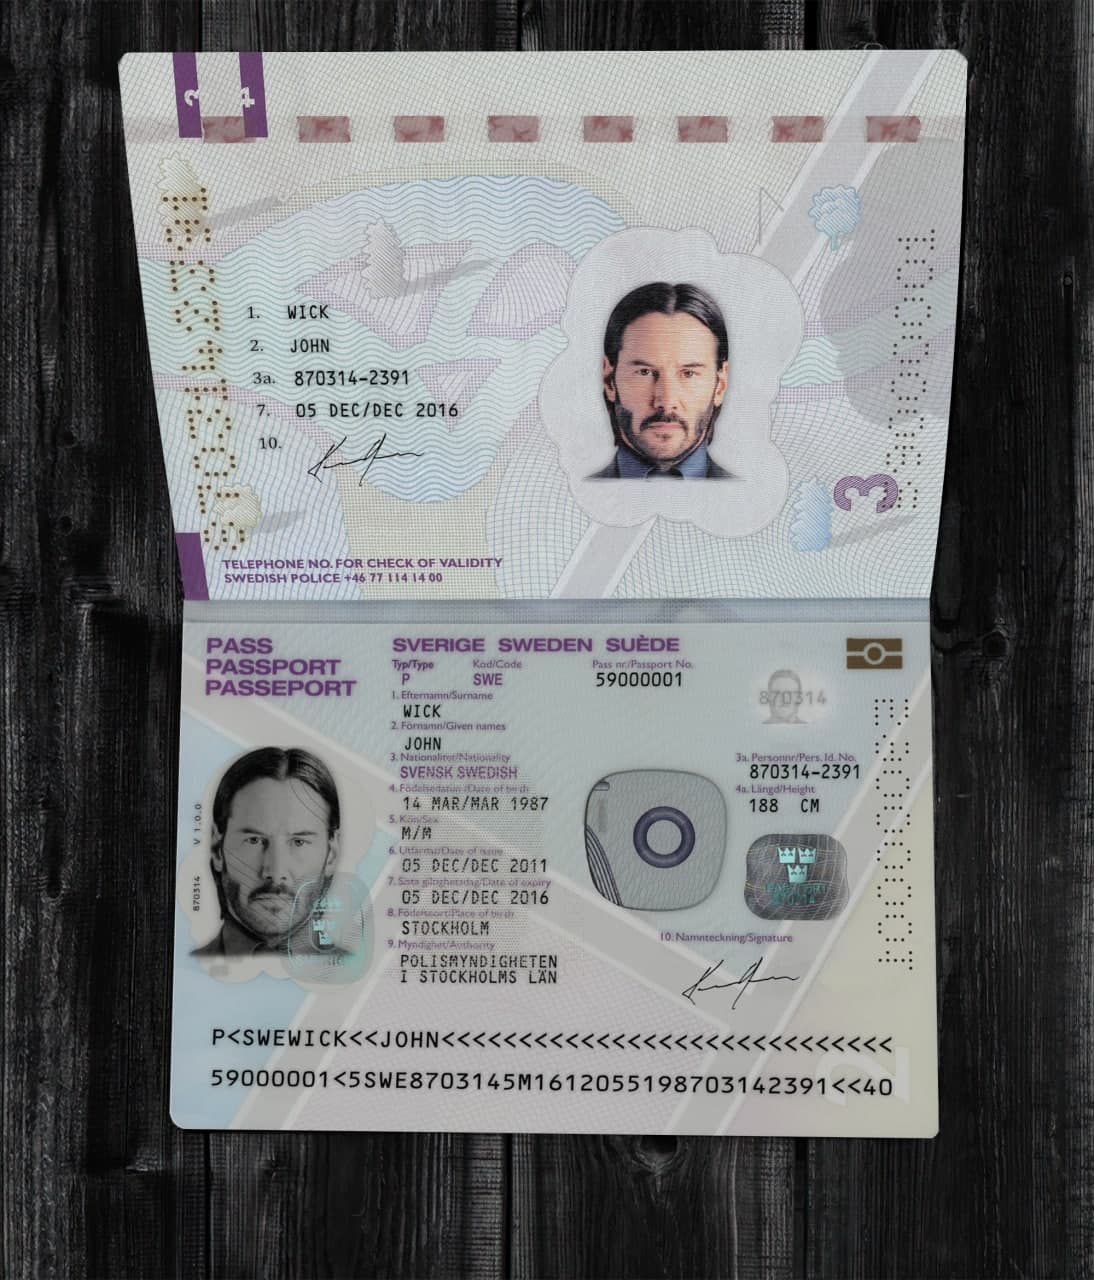 3 4
1. WICK
2. JOHN
3a. 870314-2391
7. 05 DEC/DEC 2016
10.
3
TELEPHONE NO. FOR CHECK OF VALIDITY
SWEDISH POLICE +46 77 114 14 00
PASS
PASSPORT
PASSEPORT
SVERIGE SWEDEN SUÈDE
Typ/Type Kod/Code Pass nr/Passport No.
P SWE 59000001
1. Efternamn/Surname
WICK
2. Förnamn/Given names
JOHN
3. Nationalitet/Nationality
SVENSK SWEDISH
4. Födelsedatum/Date of birth
14 MAR/MAR 1987
5. Kön/Sex
M/M
6. Utfärdat/Date of issue
05 DEC/DEC 2011
7. Sista giltighetsdag/Date of expiry
05 DEC/DEC 2016
8. Födelseort/Place of birth
STOCKHOLM
9. Myndighet/Authority
POLISMYNDIGHETEN
I STOCKHOLMS LÄN
870314
3a. Personnr/Pers. Id. No.
870314-2391
4a. Längd/Height
188 CM
10. Namnteckning/Signature
V 1.0.0
870314
P<SWEWICK<<JOHN<<<<<<<<<<<<<<<<<<<<<<<<<<<<<
59000001<5SWE8703145M1612055198703142391<<40
2